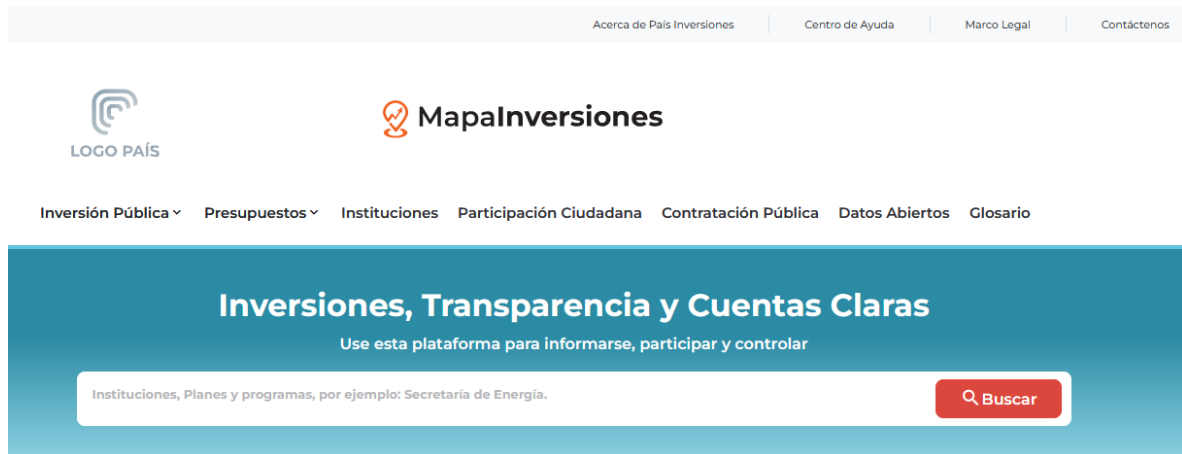 Acerca de País Inversiones Centro de Ayuda Marco Legal Contáctenos
LOGO PAÍS
MapaInversiones
Inversión Pública Presupuestos Instituciones Participación Ciudadana Contratación Pública Datos Abiertos Glosario
Inversiones, Transparencia y Cuentas Claras
Use esta plataforma para informarse, participar y controlar
Instituciones, Planes y programas, por ejemplo: Secretaría de Energía.
Buscar